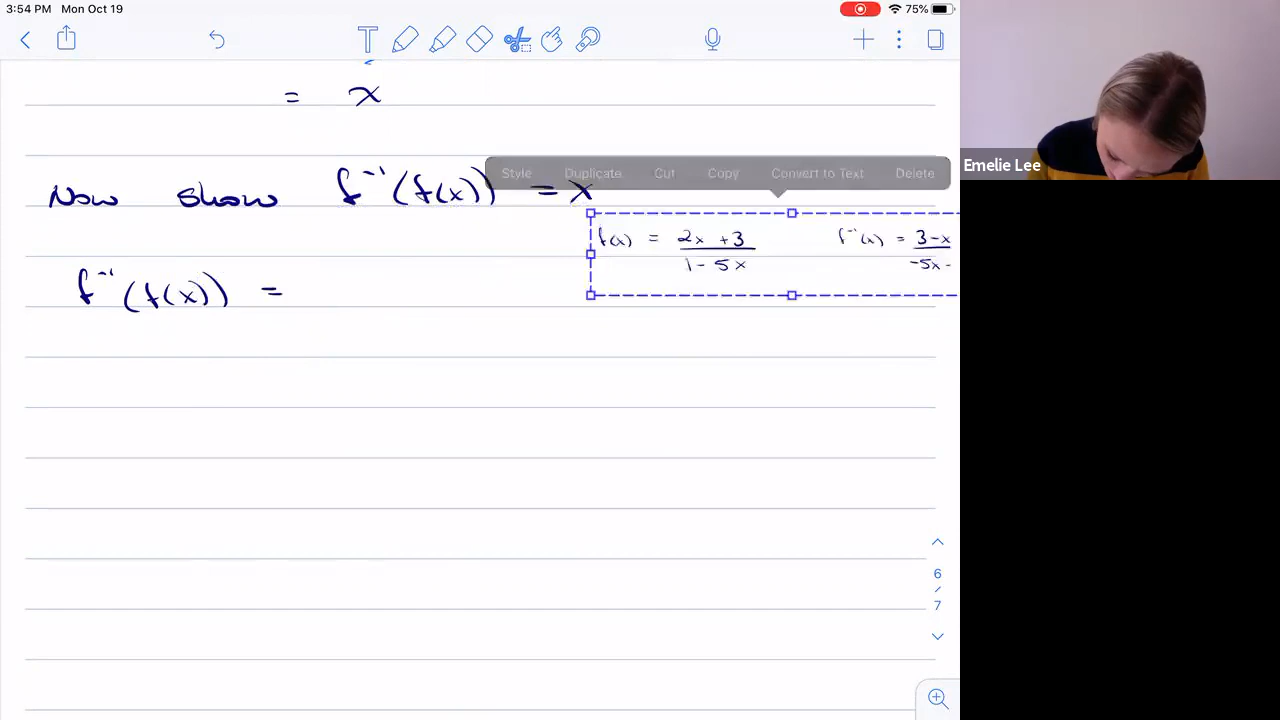 3:54 PM Mon Oct 19
75%
= x
Now show f⁻¹(f(x)) = x
Style Duplicate Cut Copy Convert to Text Delete
f(x) = 2x + 3 / 1 - 5x f⁻¹(x) = 3-x / -5x-
f⁻¹(f(x)) =
Emelie Lee
6
/
7